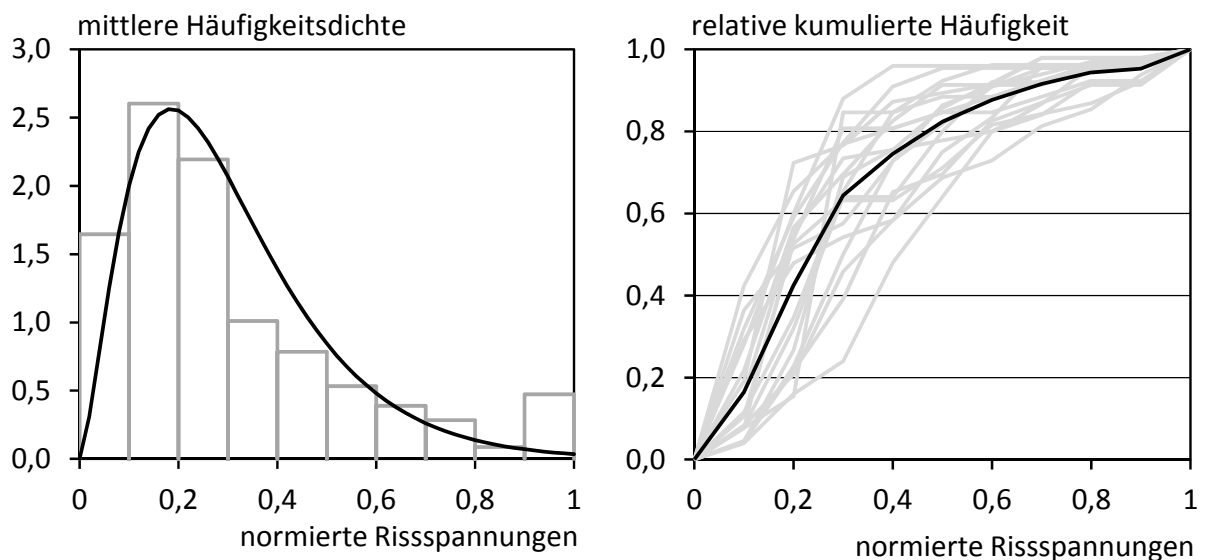 mittlere Häufigkeitsdichte
3,0
2,5
2,0
1,5
1,0
0,5
0,0
0 0,2 0,4 0,6 0,8 1
normierte Rissspannungen
relative kumulierte Häufigkeit
1,0
0,8
0,6
0,4
0,2
0,0
0 0,2 0,4 0,6 0,8 1
normierte Rissspannungen